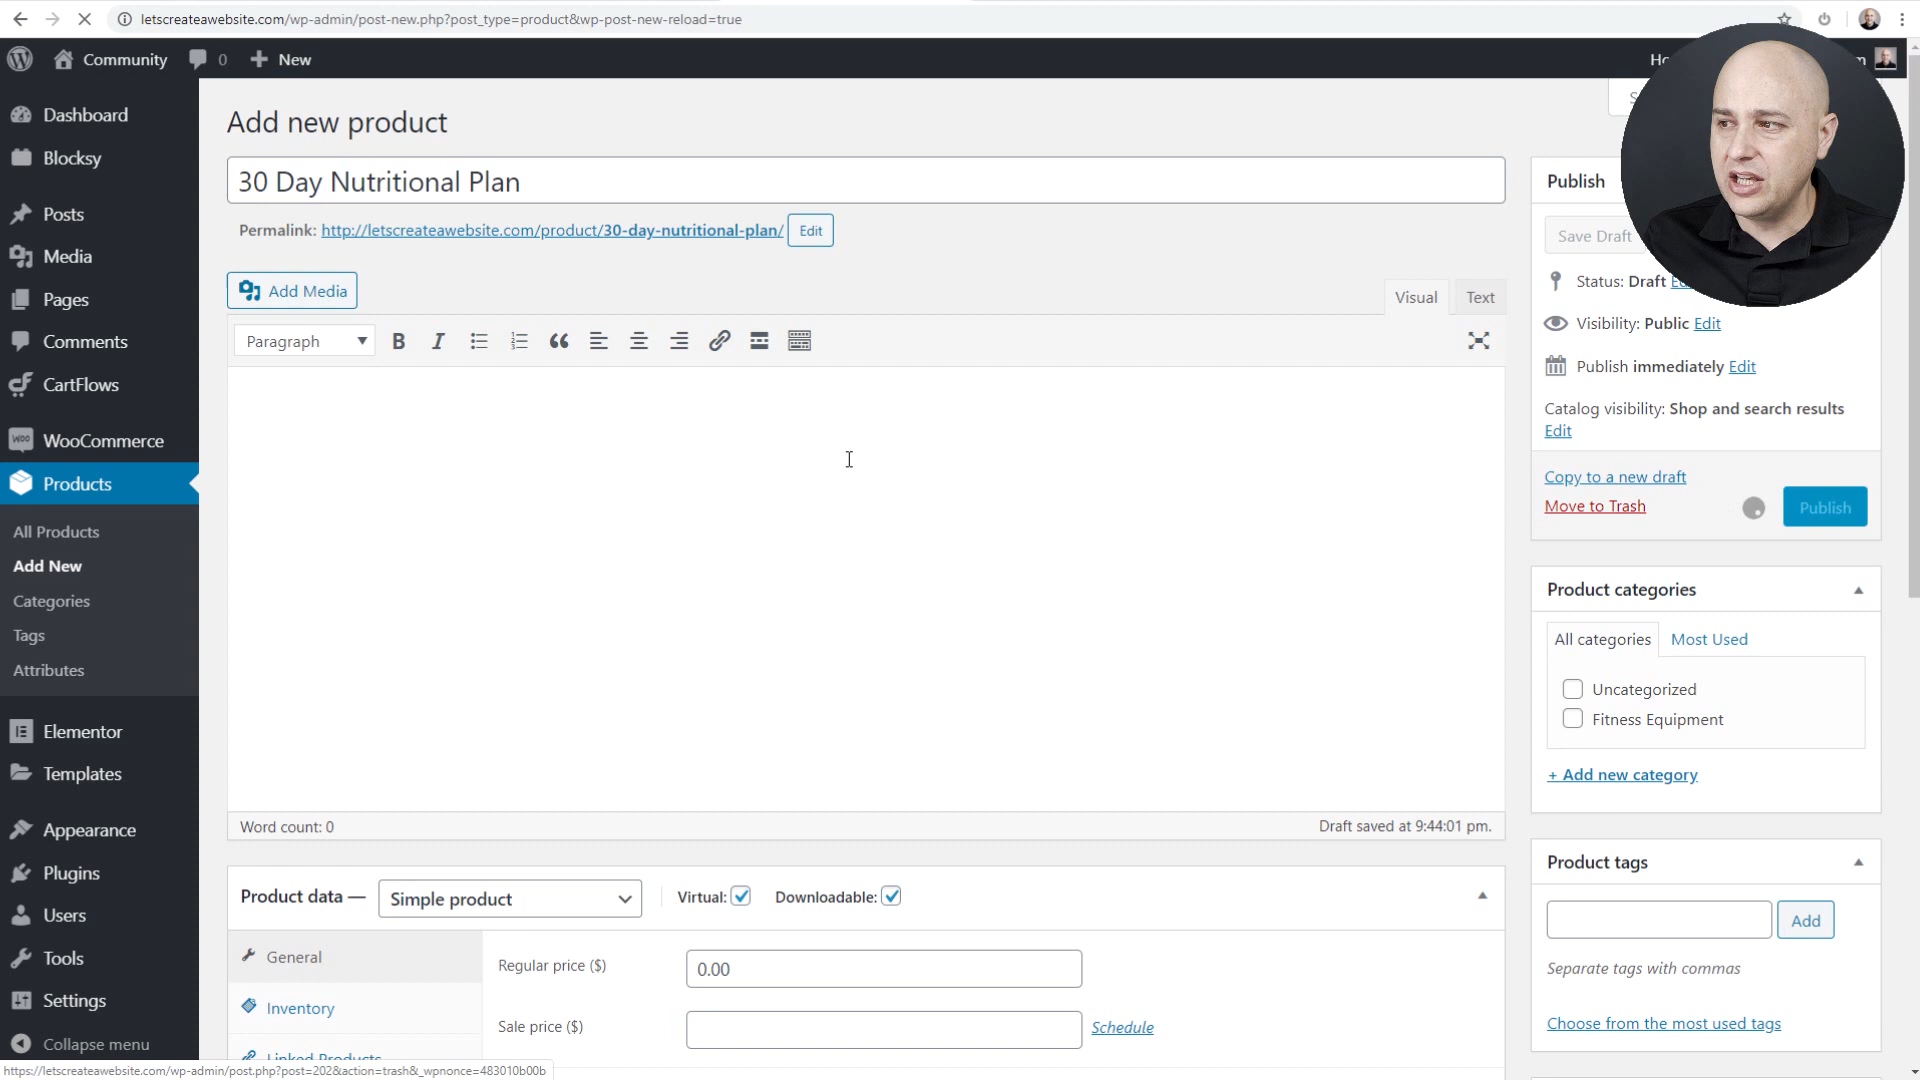 letscreateawebsite.com/wp-admin/post-new.php?post_type=product&wp-post-new-reload=true
Community
0
New
Dashboard
Blocksy
Posts
Media
Pages
Comments
CartFlows
WooCommerce
Products
All Products
Add New
Categories
Tags
Attributes
Elementor
Templates
Appearance
Plugins
Users
Tools
Settings
Collapse menu
Add new product
30 Day Nutritional Plan
Permalink: http://letscreateawebsite.com/product/30-day-nutritional-plan/ Edit
Add Media
Visual Text
Paragraph
Word count: 0
Draft saved at 9:44:01 pm.
Product data — Simple product Virtual: Downloadable:
General
Inventory
Linked Products
Regular price ($) 0.00
Sale price ($) Schedule
Publish
Save Draft
Status: Draft
Visibility: Public Edit
Publish immediately Edit
Catalog visibility: Shop and search results
Edit
Copy to a new draft
Move to Trash
Publish
Product categories
All categories Most Used
Uncategorized
Fitness Equipment
+ Add new category
Product tags
Add
Separate tags with commas
Choose from the most used tags
https://letscreateawebsite.com/wp-admin/post.php?post=202&action=trash&_wpnonce=483010b00b